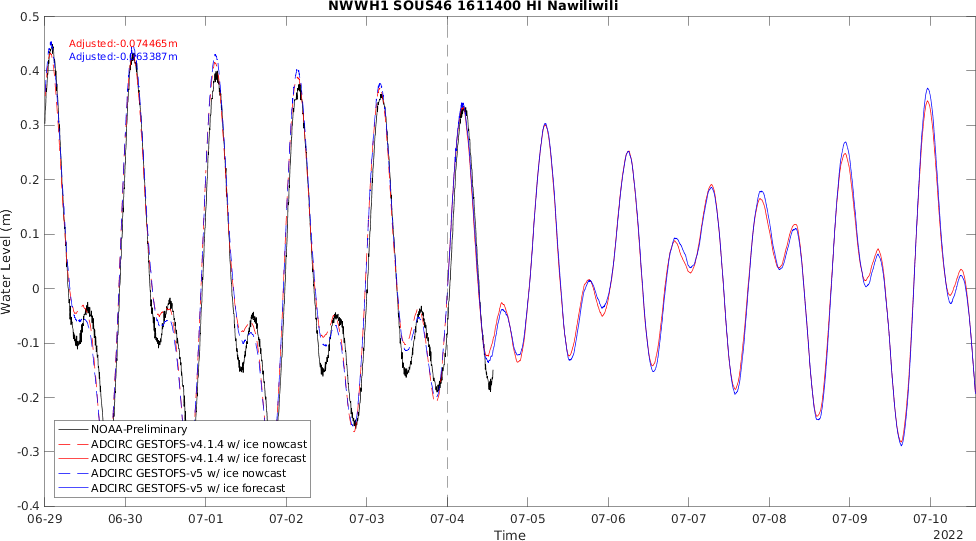 NWWH1 SOUS46 1611400 HI Nawiliwili
Adjusted:-0.074465m
Adjusted:-0.063387m
0.5
0.4
0.3
0.2
0.1
0
-0.1
-0.2
-0.3
-0.4
Water Level (m)
NOAA-Preliminary
ADCIRC GESTOFS-v4.1.4 w/ ice nowcast
ADCIRC GESTOFS-v4.1.4 w/ ice forecast
ADCIRC GESTOFS-v5 w/ ice nowcast
ADCIRC GESTOFS-v5 w/ ice forecast
06-29 06-30 07-01 07-02 07-03 07-04 07-05 07-06 07-07 07-08 07-09 07-10
Time
2022